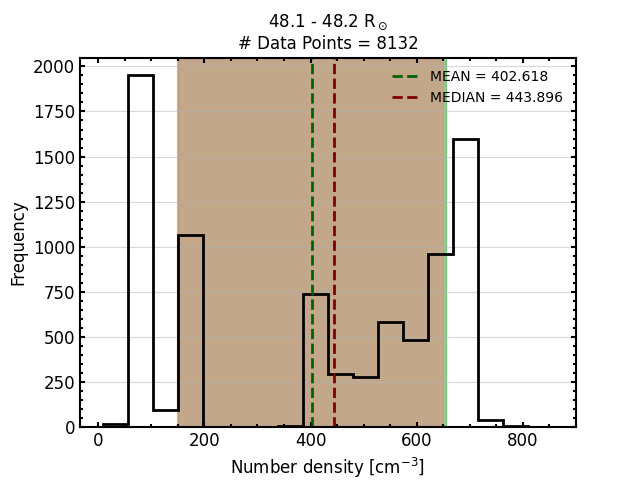 48.1 - 48.2 R⊙
# Data Points = 8132
MEAN = 402.618
MEDIAN = 443.896
Frequency
2000
1750
1500
1250
1000
750
500
250
0
0 200 400 600 800
Number density [cm⁻³]